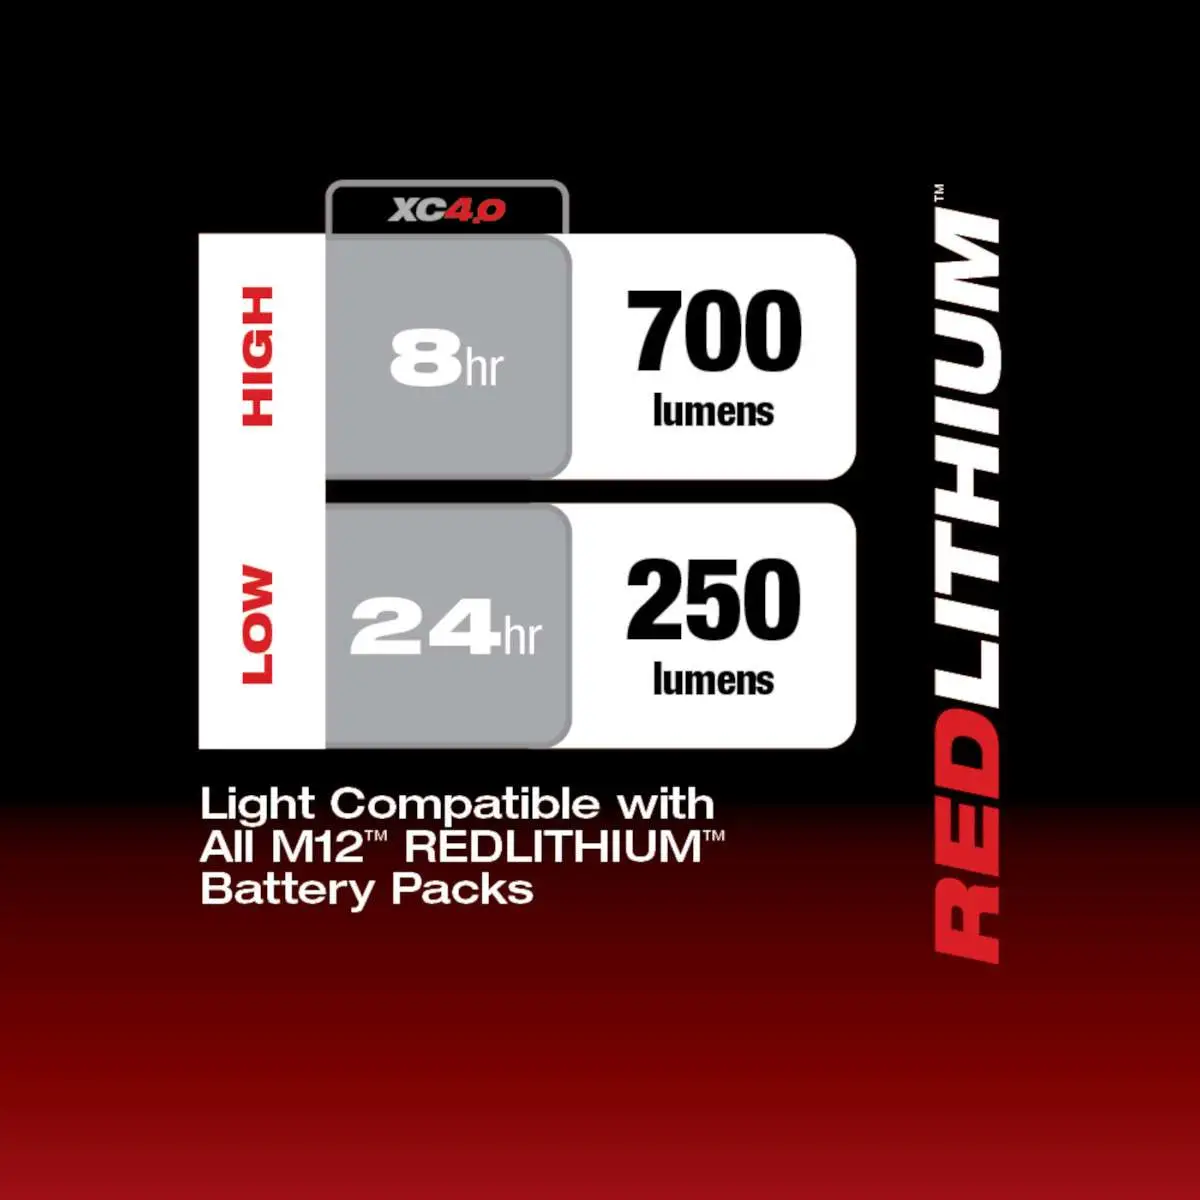 XC4.0
HIGH
8hr
700
lumens
LOW
24hr
250
lumens
Light Compatible with
All M12™ REDLITHIUM™
Battery Packs
REDLITHIUM™